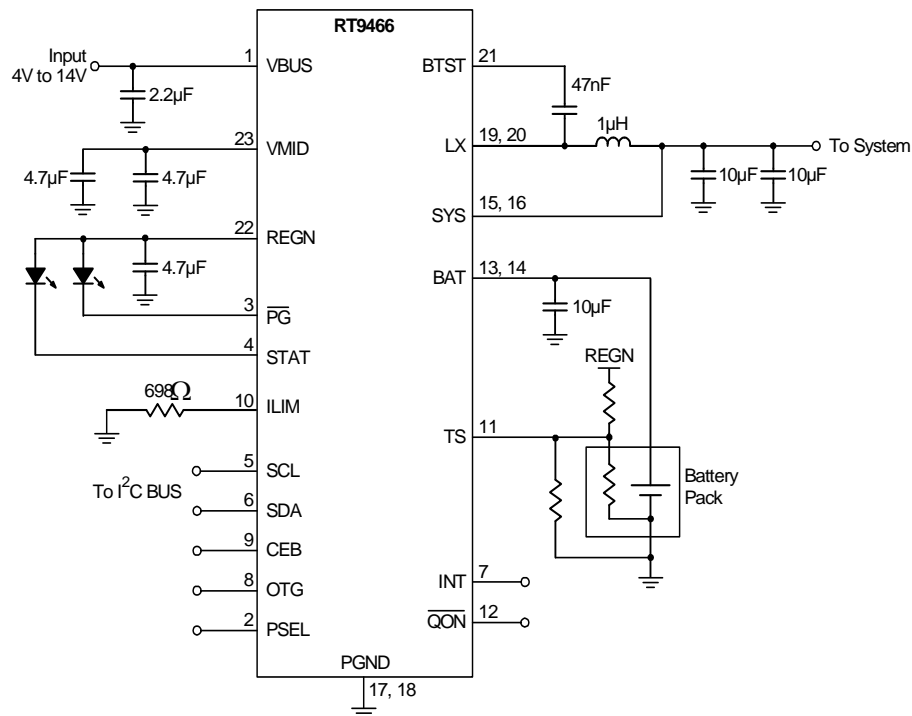 RT9466
Input
4V to 14V
1
VBUS
2.2µF
23
VMID
4.7µF
4.7µF
22
REGN
4.7µF
3
PG
4
STAT
698Ω
10
ILIM
To I²C BUS
5
SCL
6
SDA
9
CEB
8
OTG
2
PSEL
BTST
21
47nF
1µH
LX
19, 20
To System
10µF
10µF
SYS
15, 16
BAT
13, 14
10µF
REGN
TS
11
Battery
Pack
INT
7
QON
12
PGND
17, 18